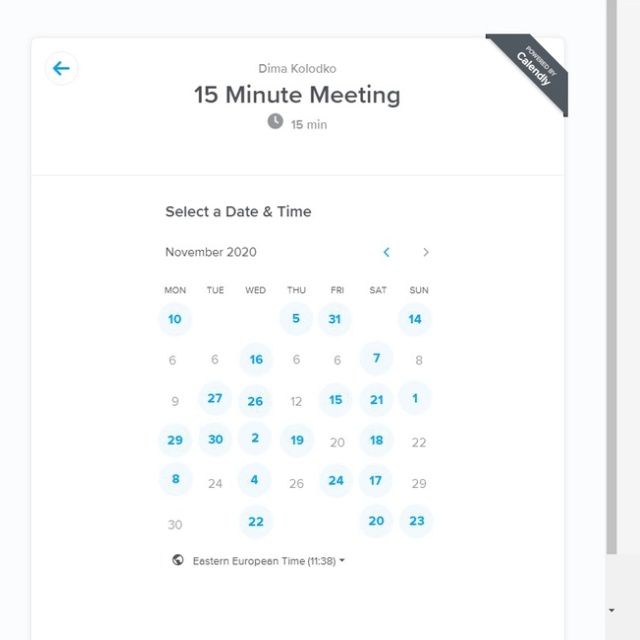 POWERED BY
Calendly
Dima Kolodko
15 Minute Meeting
15 min
Select a Date & Time
November 2020
MON TUE WED THU FRI SAT SUN
10 5 31 14
6 6 16 6 6 7 8
9 27 26 12 15 21 1
29 30 2 19 20 18 22
8 24 4 26 24 17 29
30 22 20 23
Eastern European Time (11:38)